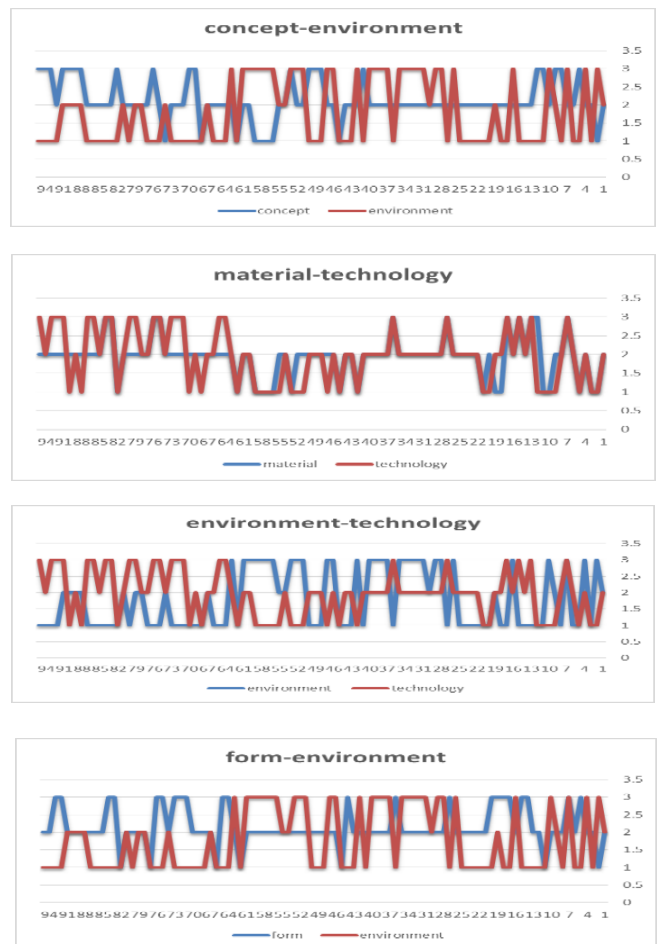 concept-environment
3.5
3
2.5
2
1.5
1
0.5
0
94918885827976737067646158555249464340373431282522191613107 4 1
concept environment
material-technology
3.5
3
2.5
2
1.5
1
0.5
0
9491888582797673706764615855524946434037343128252219161310 7 4 1
material technology
environment-technology
3.5
3
2.5
2
1.5
1
0.5
0
9491888582797673706764615855524946434037343128252219161310 7 4 1
environment technology
form-environment
3.5
3
2.5
2
1.5
1
0.5
0
9491888582797673706764615855524946434037343128252219161310 7 4 1
form environment